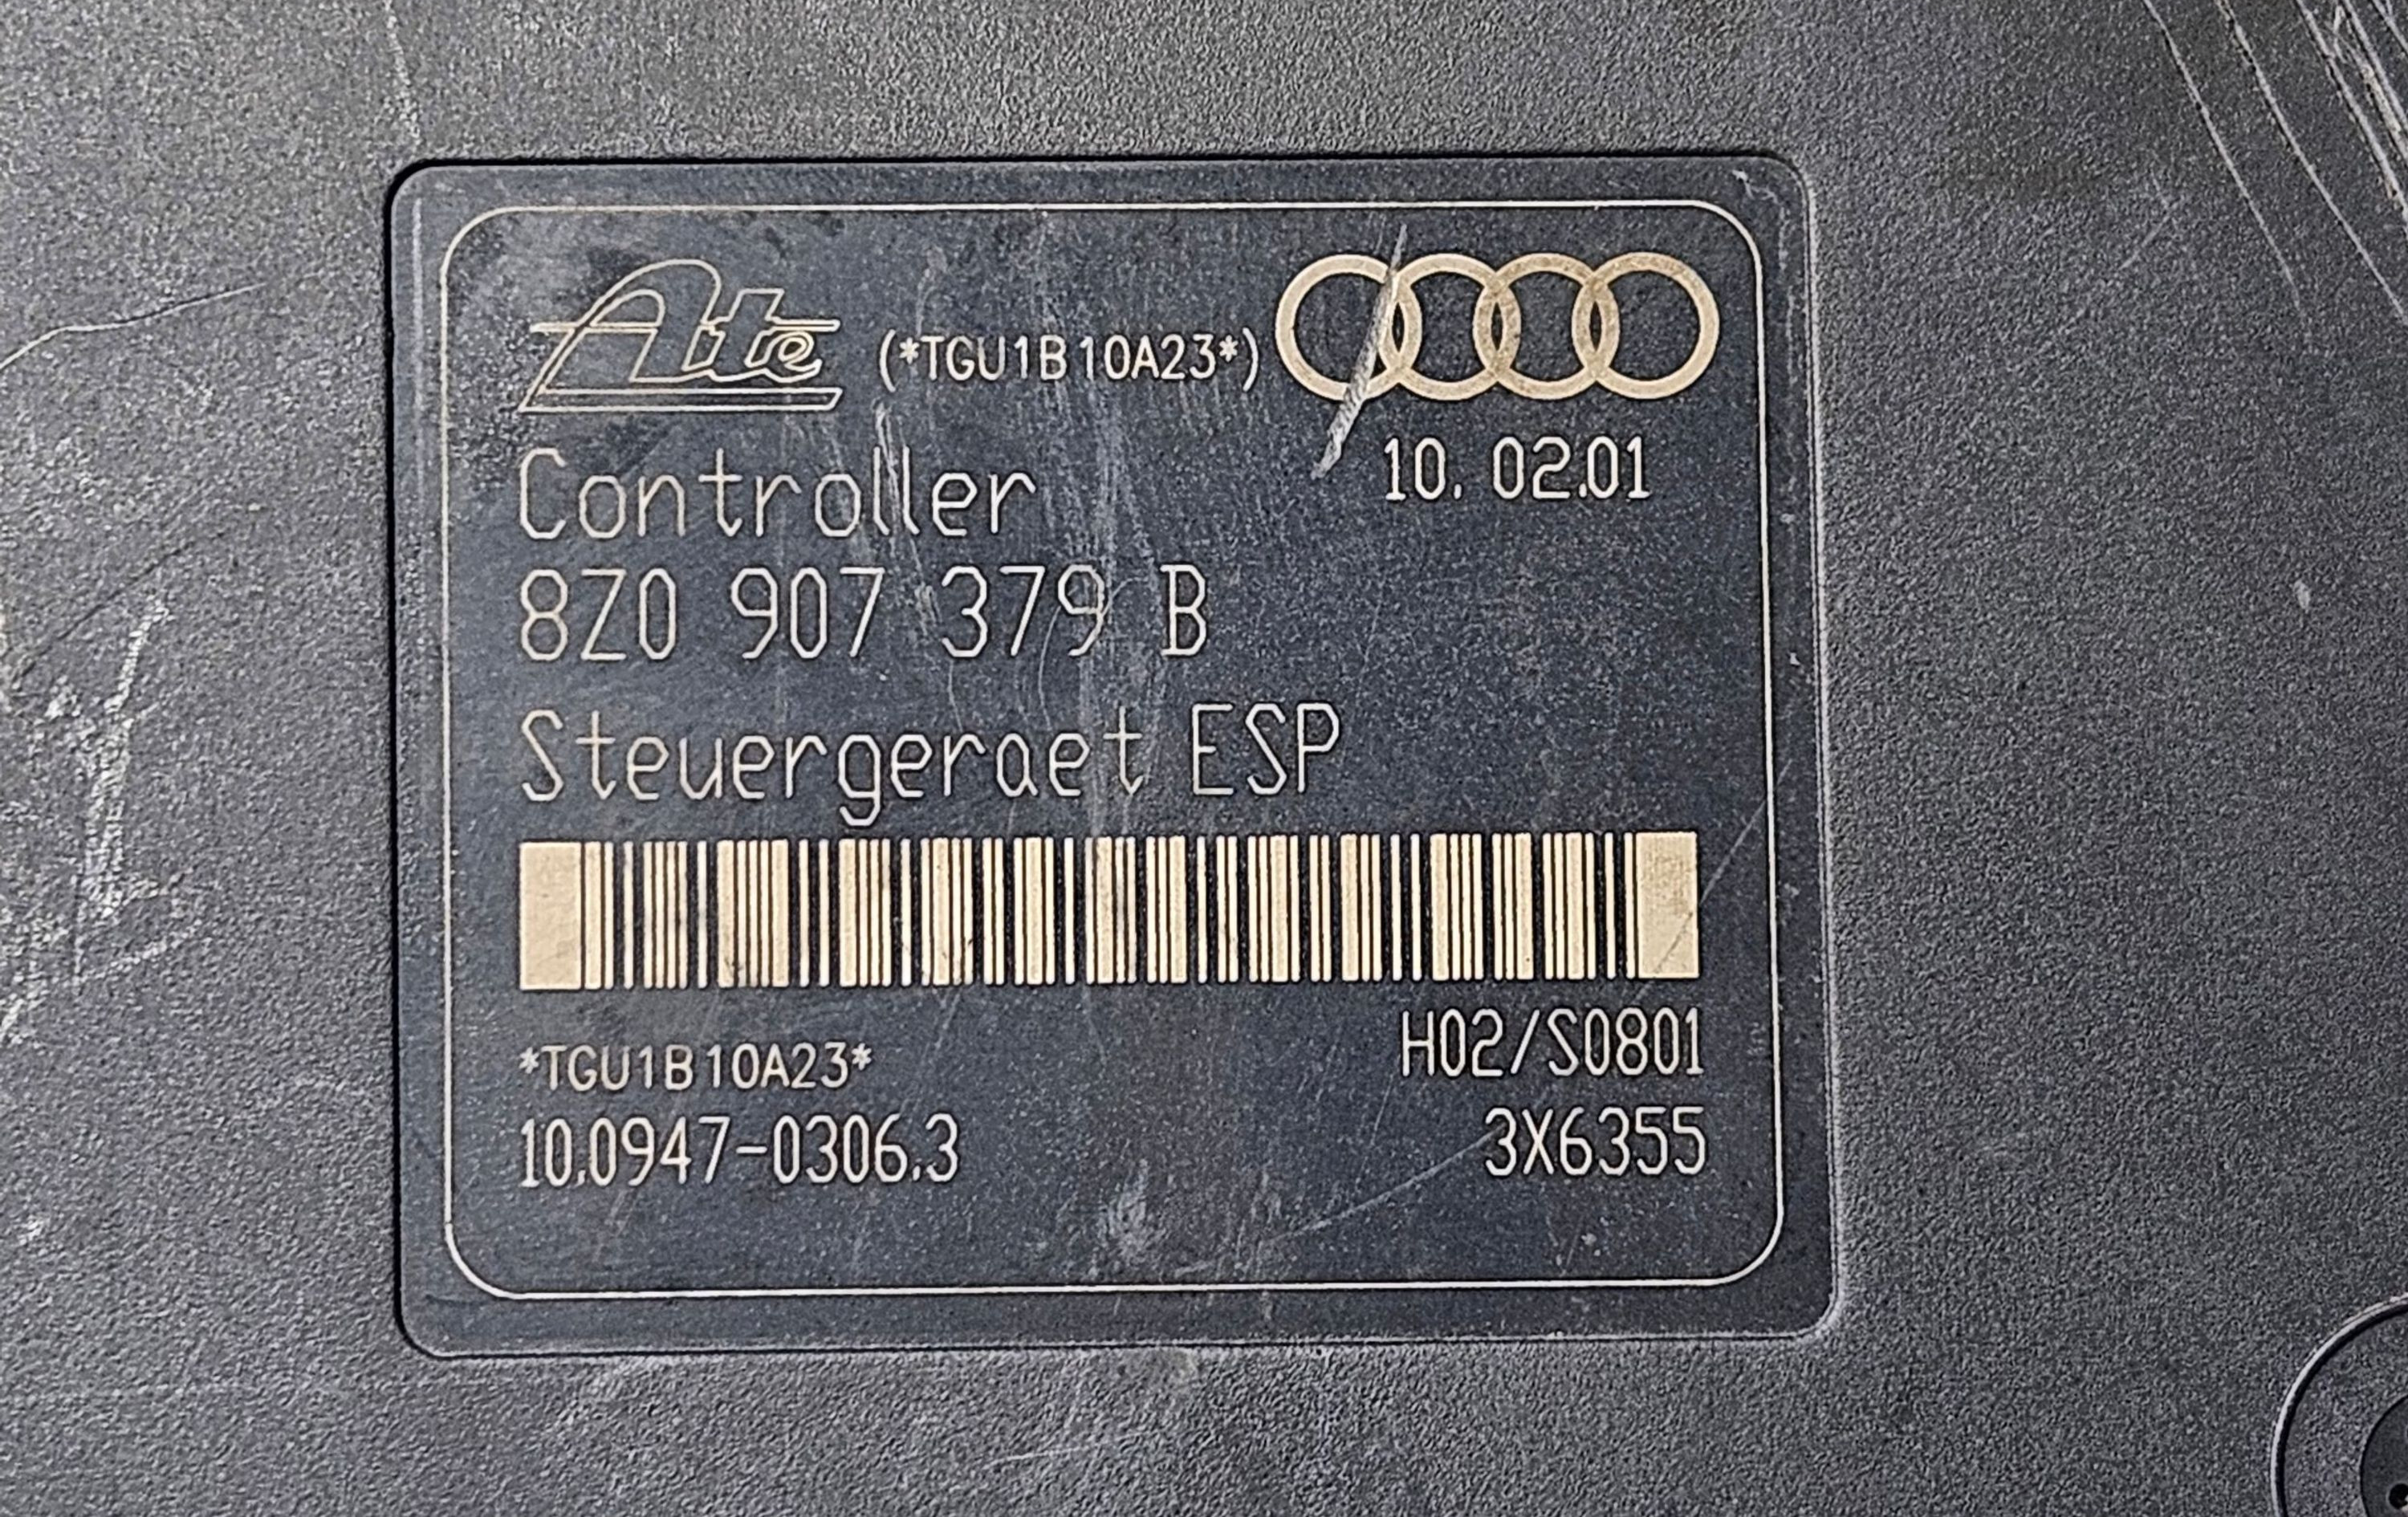 Ate (*TGU1B10A23*)
10. 02.01
Controller
8Z0 907 379 B
Steuergeraet ESP
*TGU1B10A23*
H02/S0801
10.0947-0306.3
3X6355